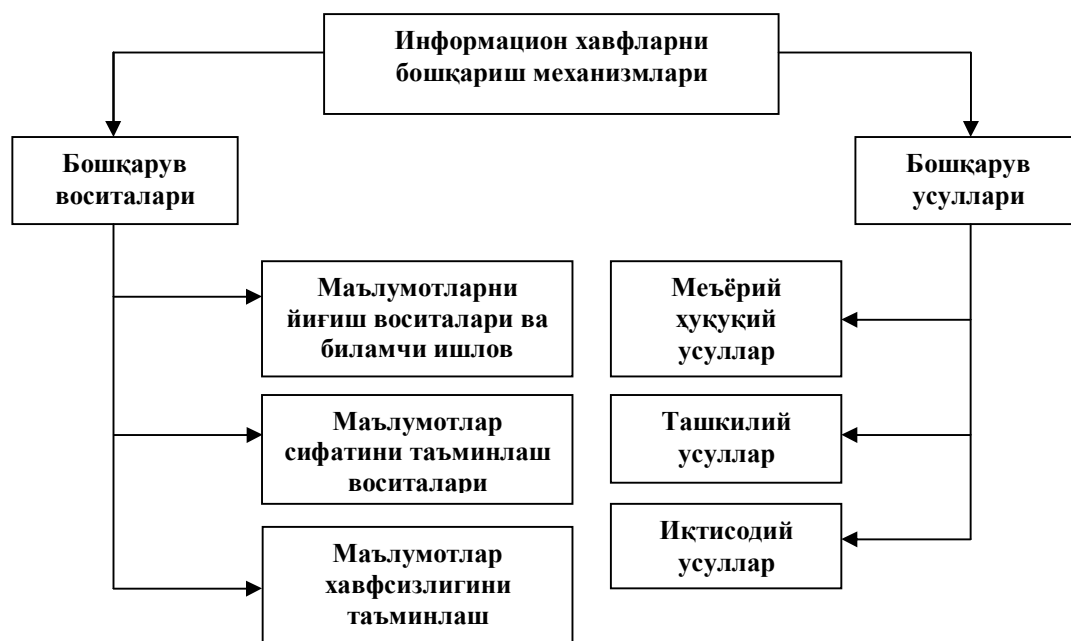 Информацион хавфларни
бошқариш механизмлари
Бошқарув
воситалари
Бошқарув
усуллари
Маълумотларни
йиғиш воситалари ва
биламчи ишлов
Маълумотлар
сифатини таъминлаш
воситалари
Маълумотлар
хавфсизлигини
таъминлаш
Меъёрий
ҳуқуқий
усуллар
Ташкилий
усуллар
Иқтисодий
усуллар